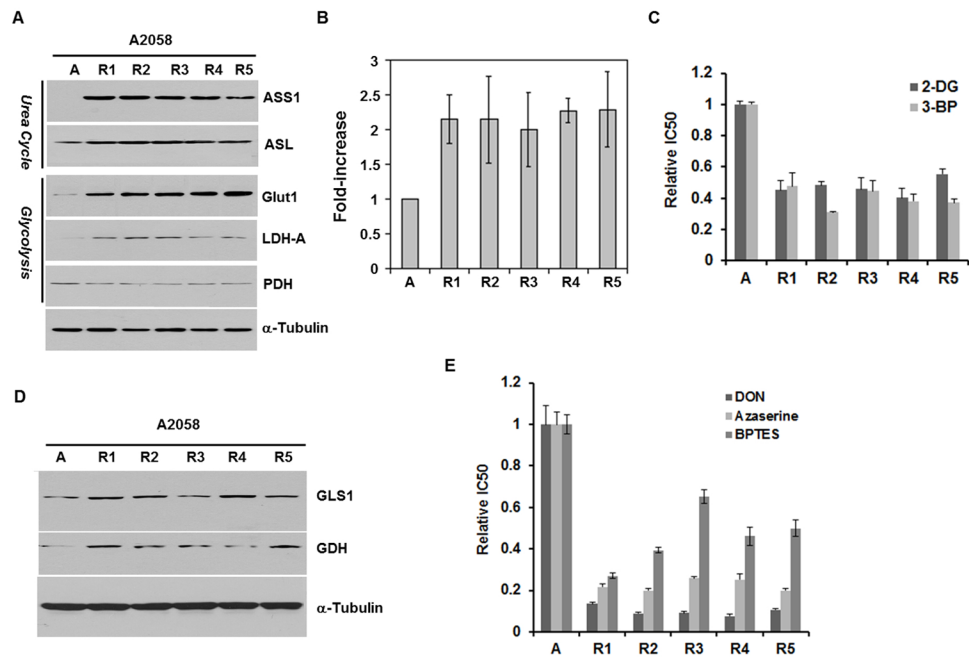 A
A2058
A R1 R2 R3 R4 R5
Urea Cycle
ASS1
ASL
Glycolysis
Glut1
LDH-A
PDH
α-Tubulin
B
Fold-increase
3
2.5
2
1.5
1
0.5
0
A R1 R2 R3 R4 R5
C
Relative IC50
1.2
1
0.8
0.6
0.4
0.2
0
2-DG
3-BP
A R1 R2 R3 R4 R5
D
A2058
A R1 R2 R3 R4 R5
GLS1
GDH
α-Tubulin
E
Relative IC50
1.2
1
0.8
0.6
0.4
0.2
0
DON
Azaserine
BPTES
A R1 R2 R3 R4 R5